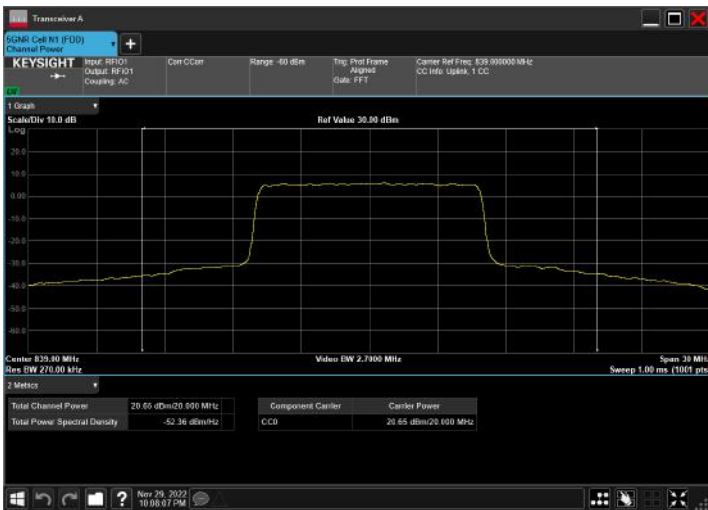 Transceiver A
5GNR Cell N1 (FDD)
Channel Power
KEYSIGHT
Input: RFIO1
Output: RFIO1
Coupling: AC
Corr CCorr
Range: -60 dBm
Trig: Prot Frame
Aligned
Gate: FFT
Carrier Ref Freq: 839.000000 MHz
CC Info: Uplink, 1 CC
1 Graph
Scale/Div 10.0 dB
Ref Value 30.00 dBm
Log
20.0
10.0
0.00
-10.0
-20.0
-30.0
-40.0
-50.0
-60.0
Center 839.00 MHz
Video BW 2.7000 MHz
Span 30 MHz
Res BW 270.00 kHz
Sweep 1.00 ms (1001 pts
2 Metrics
Total Channel Power 20.65 dBm/20.000 MHz
Total Power Spectral Density -52.36 dBm/Hz
Component Carrier Carrier Power
CC0 20.65 dBm/20.000 MHz
Nov 29, 2022
10:08:07 PM